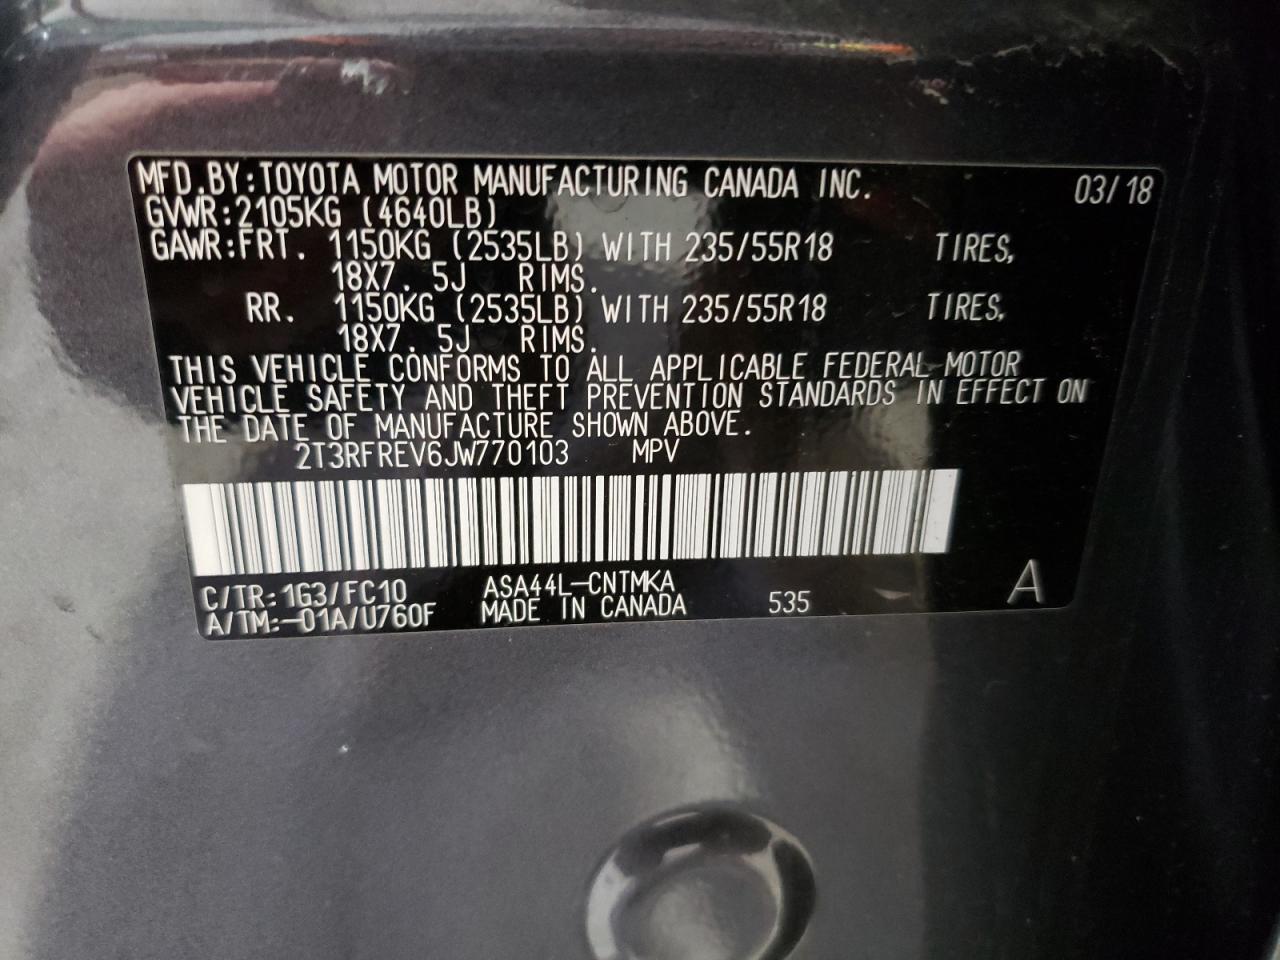 MFD.BY:TOYOTA MOTOR MANUFACTURING CANADA INC. 03/18
GVWR:2105KG (4640LB)
GAWR:FRT. 1150KG (2535LB) WITH 235/55R18 TIRES,
18X7.5J RIMS.
RR. 1150KG (2535LB) WITH 235/55R18 TIRES,
18X7.5J RIMS.
THIS VEHICLE CONFORMS TO ALL APPLICABLE FEDERAL MOTOR
VEHICLE SAFETY AND THEFT PREVENTION STANDARDS IN EFFECT ON
THE DATE OF MANUFACTURE SHOWN ABOVE.
2T3RFREV6JW770103 MPV
C/TR:1G3/FC10 ASA44L-CNTMKA A
A/TM:-01A/U760F MADE IN CANADA 535